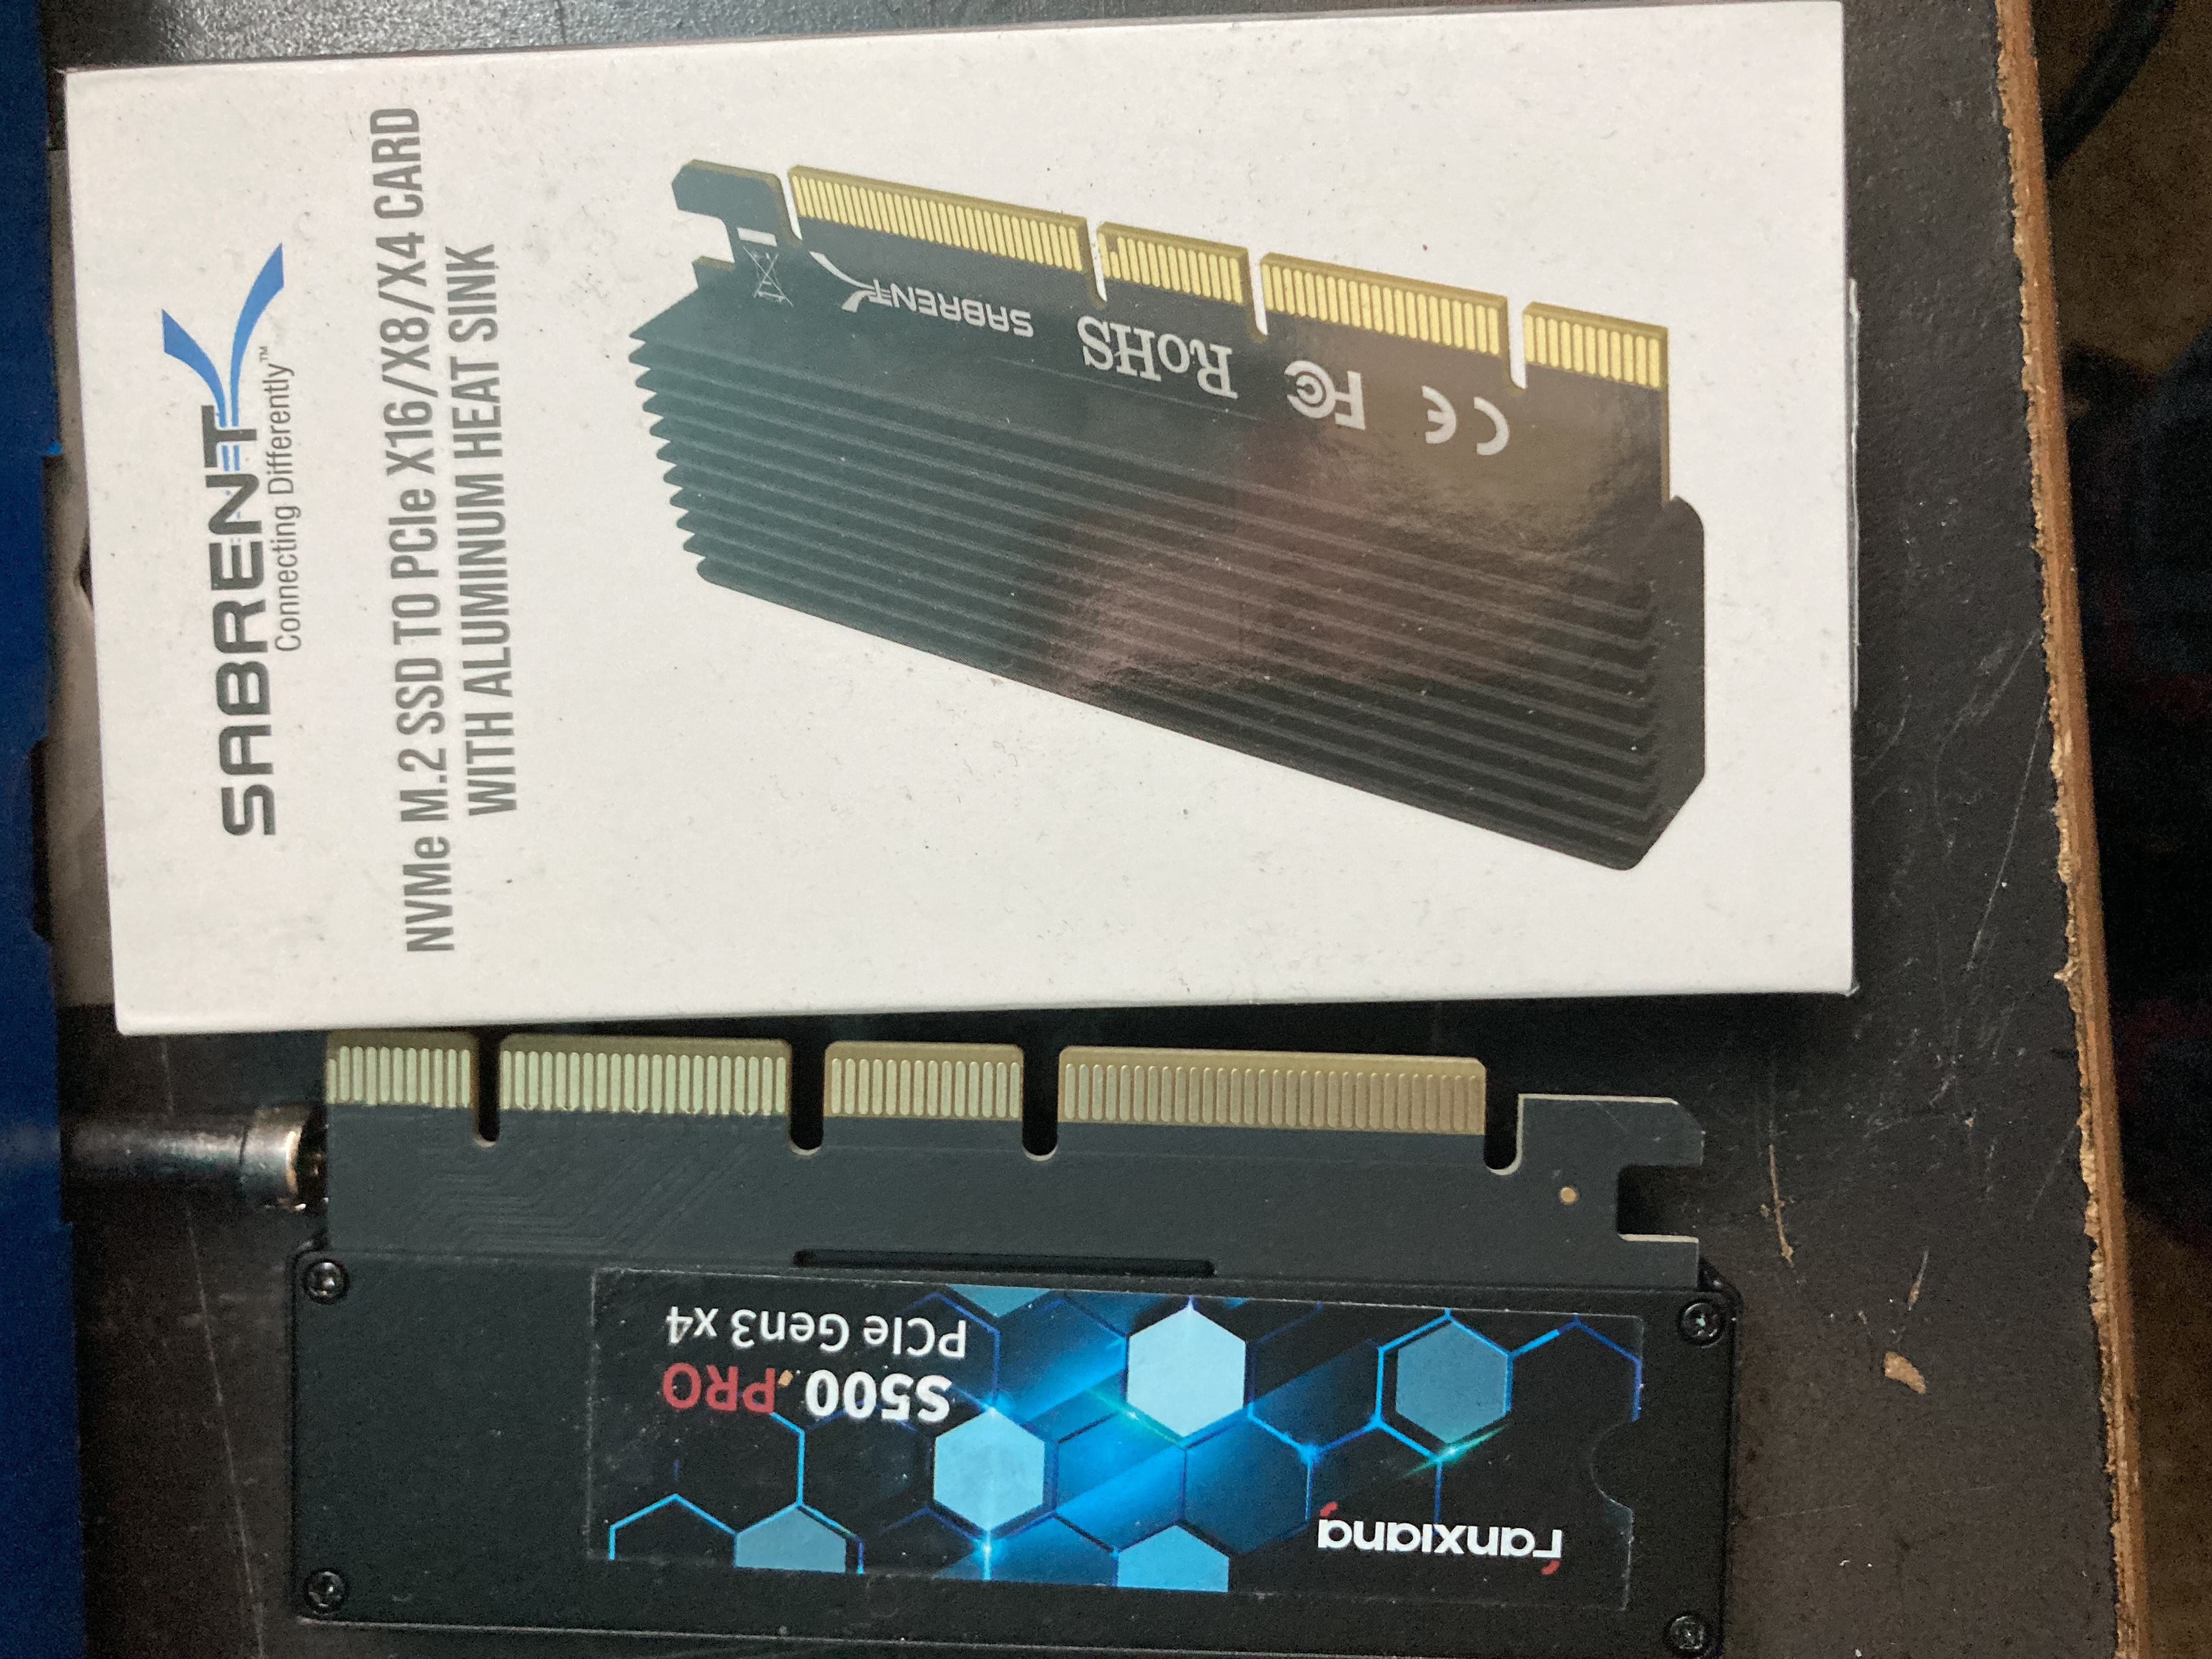 SABRENT
Connecting Differently™
NVMe M.2 SSD TO PCIe X16/X8/X4 CARD
WITH ALUMINUM HEAT SINK
SABRENT
RoHS
FC
CE
fanxiang
S500 PRO
PCIe Gen3 x4